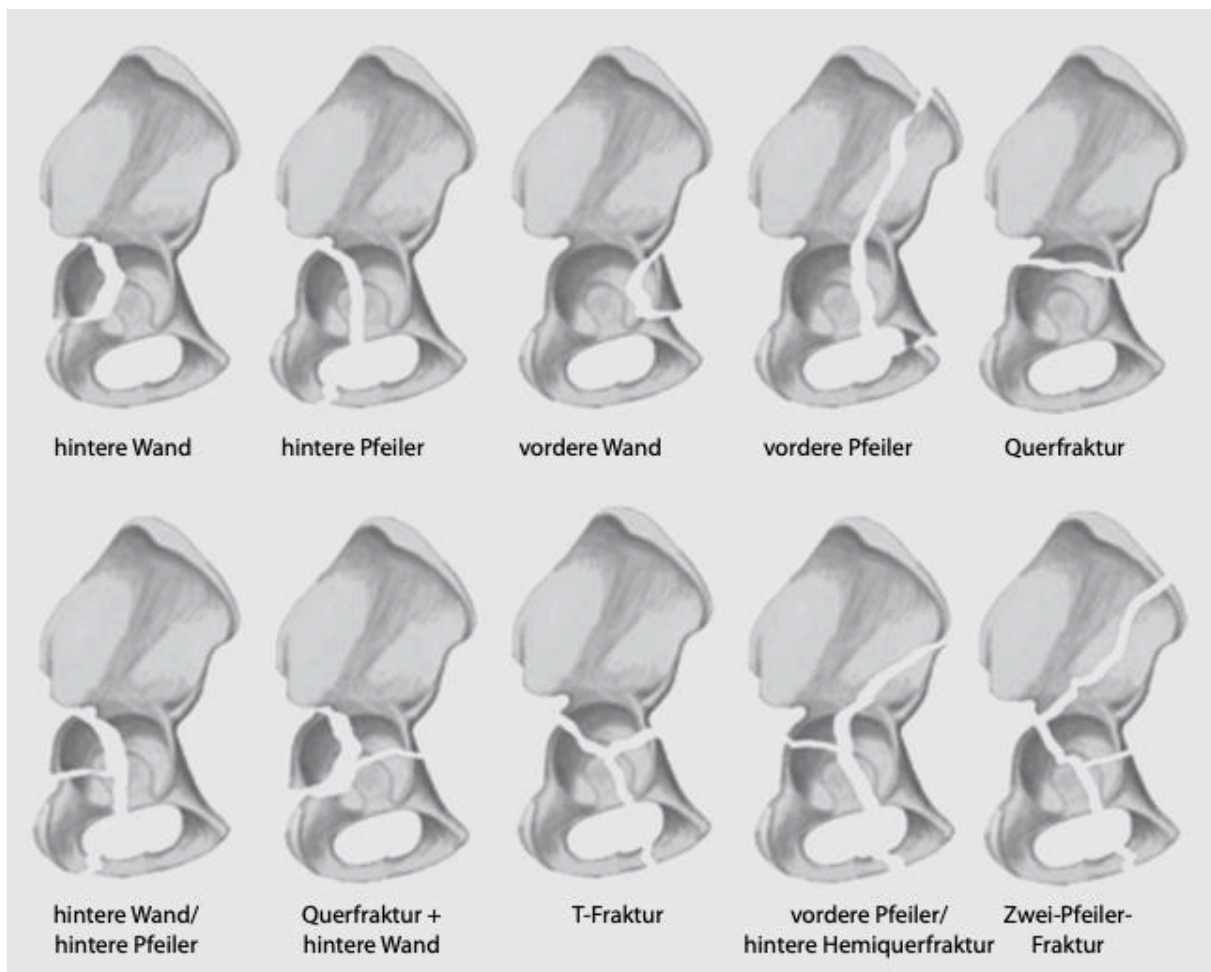 hintere Wand
hintere Pfeiler
vordere Wand
vordere Pfeiler
Querfraktur
hintere Wand/
hintere Pfeiler
Querfraktur +
hintere Wand
T-Fraktur
vordere Pfeiler/
hintere Hemiquerfraktur
Zwei-Pfeiler-
Fraktur